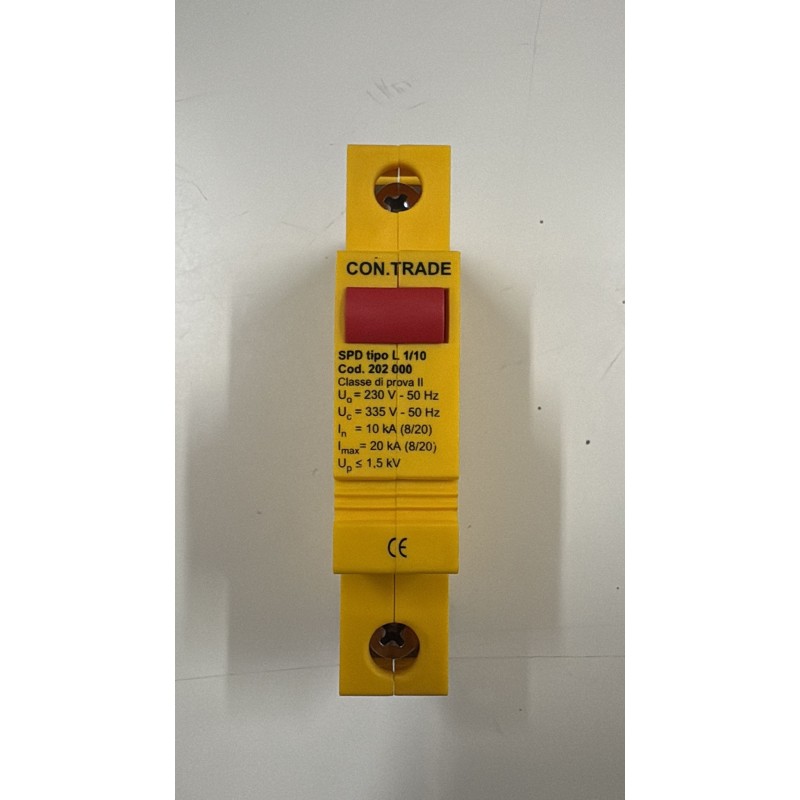 CON.TRADE
SPD tipo L 1/10
Cod. 202 000
Classe di prova II
Uo = 230 V - 50 Hz
Uc = 335 V - 50 Hz
In = 10 kA (8/20)
Imax = 20 kA (8/20)
Up ≤ 1,5 kV
CE